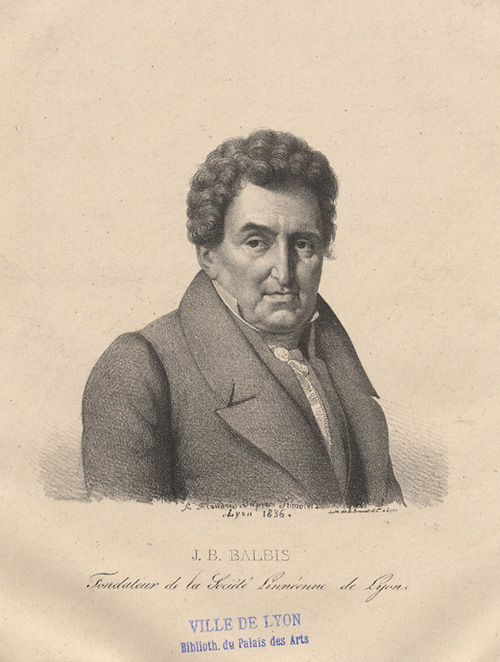 Lyon 1836.
J. B. BALBIS
Fondateur de la Société Linnéenne de Lyon.
VILLE DE LYON
Biblioth. du Palais des Arts